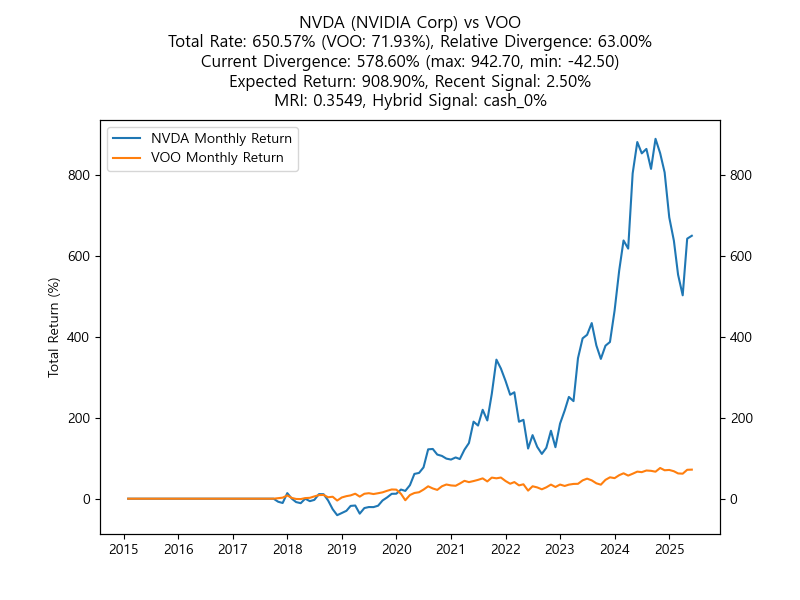 NVDA (NVIDIA Corp) vs VOO
Total Rate: 650.57% (VOO: 71.93%), Relative Divergence: 63.00%
Current Divergence: 578.60% (max: 942.70, min: -42.50)
Expected Return: 908.90%, Recent Signal: 2.50%
MRI: 0.3549, Hybrid Signal: cash_0%
NVDA Monthly Return
VOO Monthly Return
Total Return (%)
800
600
400
200
0
800
600
400
200
0
2015 2016 2017 2018 2019 2020 2021 2022 2023 2024 2025